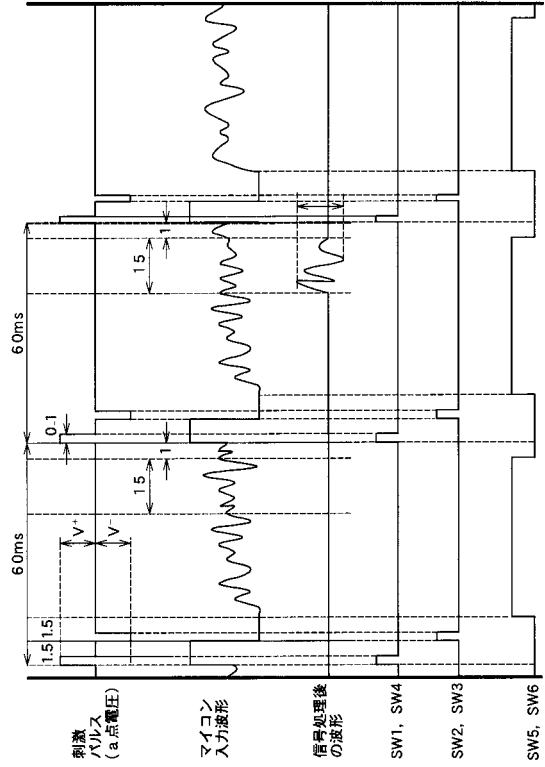 60ms
60ms
1.5
1.5
V⁺
V⁻
0-1
刺激
パルス
(a点電圧)
15
1
15
1
マイコン
入力波形
信号処理後
の波形
SW1, SW4
SW2, SW3
SW5, SW6